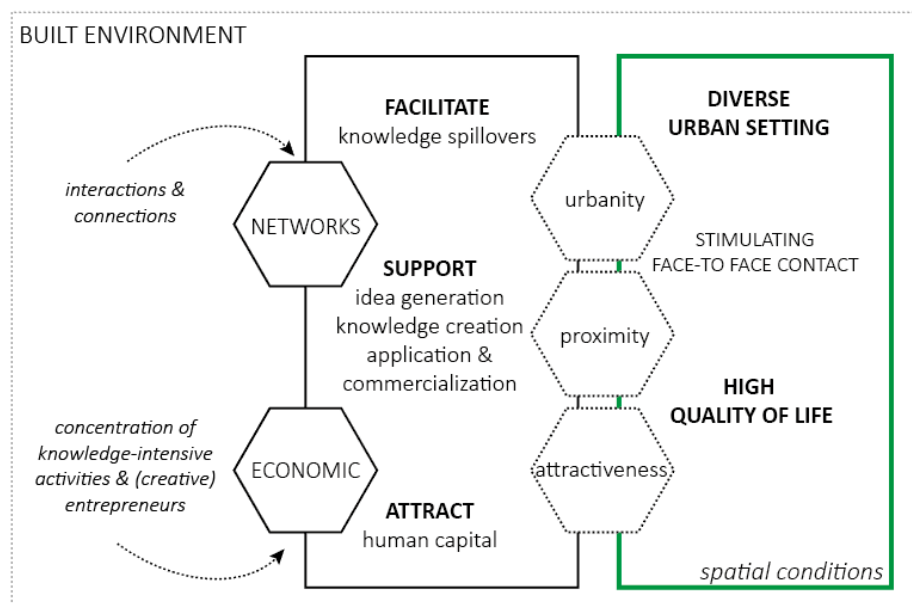 BUILT ENVIRONMENT
FACILITATE
knowledge spillovers
DIVERSE
URBAN SETTING
interactions &
connections
NETWORKS
urbanity
STIMULATING
FACE-TO FACE CONTACT
SUPPORT
idea generation
knowledge creation
application &
commercialization
proximity
HIGH
QUALITY OF LIFE
concentration of
knowledge-intensive
activities & (creative)
entrepreneurs
ECONOMIC
attractiveness
ATTRACT
human capital
spatial conditions